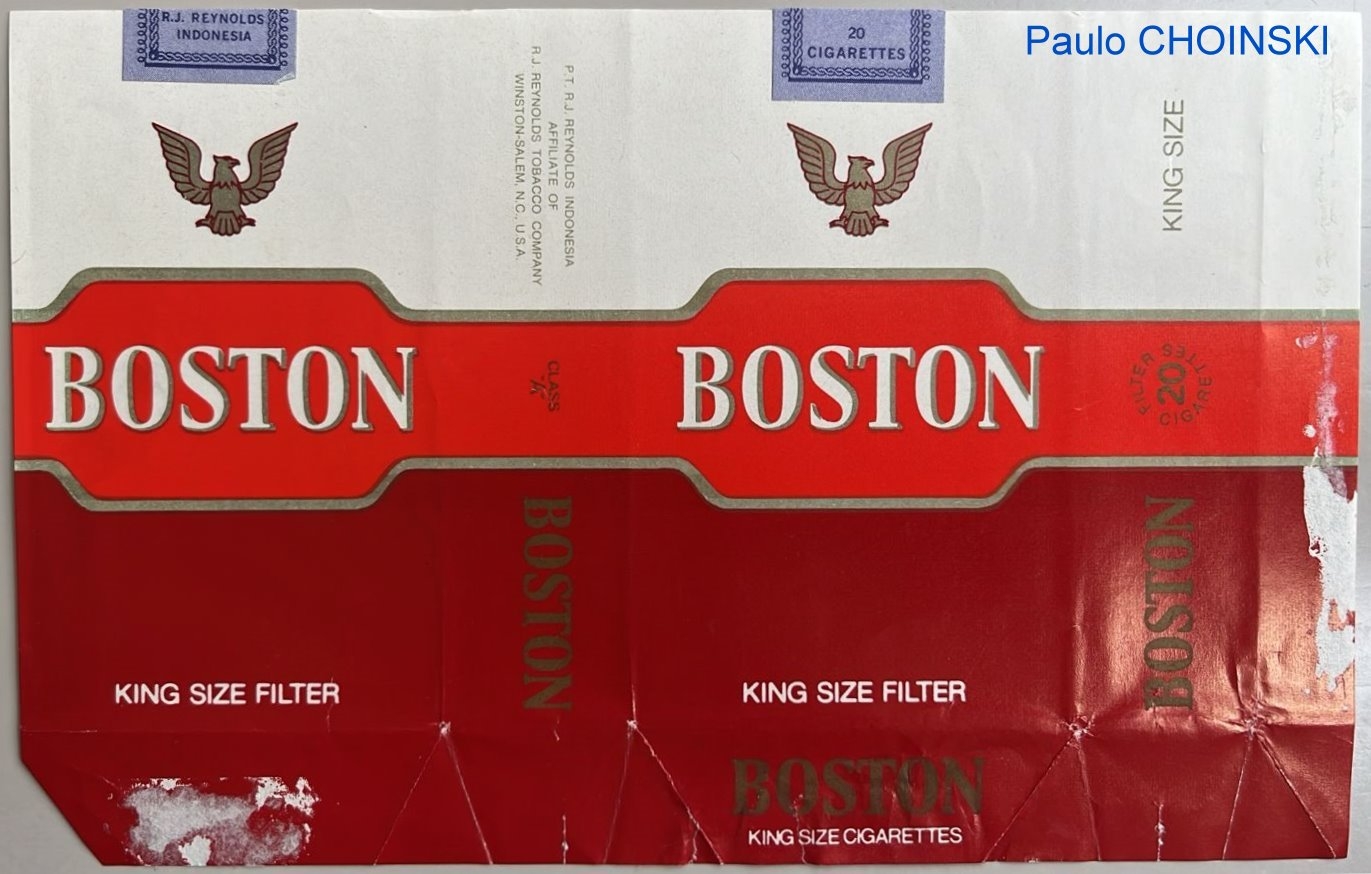 R.J. REYNOLDS
INDONESIA
20
CIGARETTES
Paulo CHOINSKI
P.T. R.J. REYNOLDS INDONESIA
AFFILIATE OF
R.J. REYNOLDS TOBACCO COMPANY
WINSTON-SALEM, N.C., U.S.A.
KING SIZE
BOSTON
CLASS
A
BOSTON
FILTER
20
CIGARETTES
BOSTON
BOSTON
KING SIZE FILTER
KING SIZE FILTER
BOSTON
KING SIZE CIGARETTES